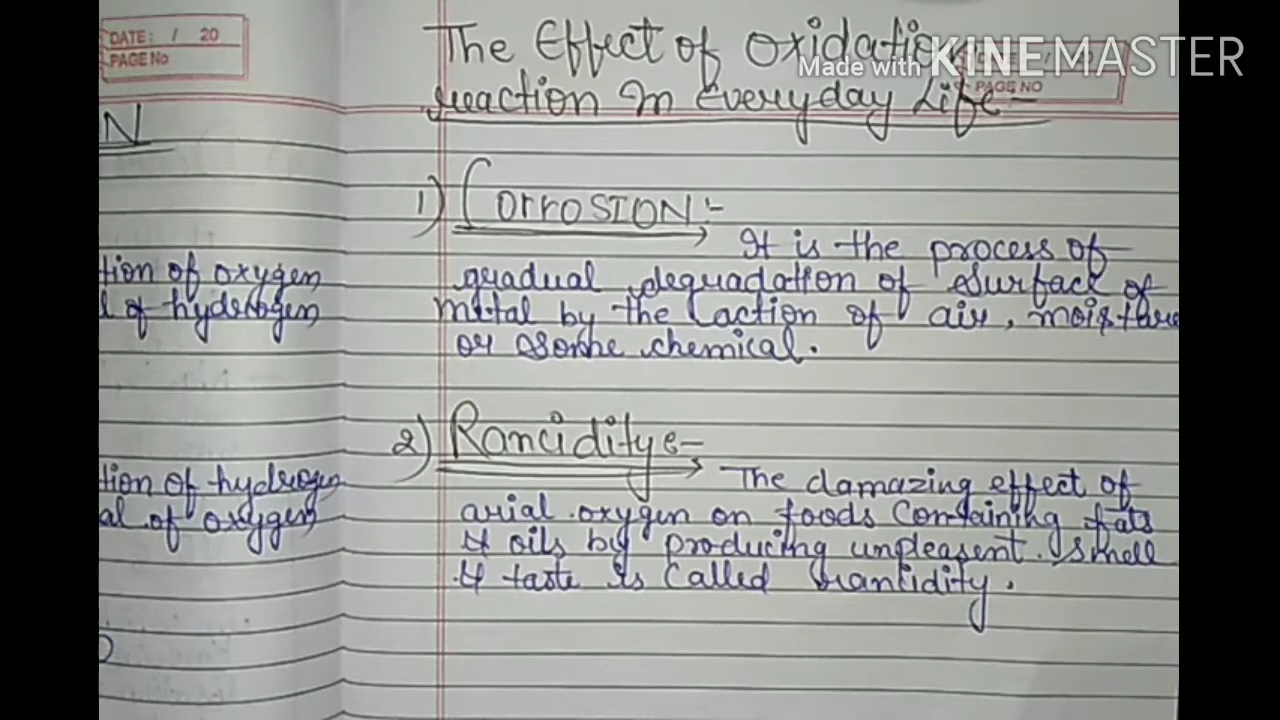 DATE: / 20
PAGE No
N
tion of oxygen
l of hydrogen
tion of hydrogen
al of oxygen
Made with KINEMASTER
PAGE NO
The Effect of Oxidation
reaction In Everyday Life:-
1) CorroSION:-
It is the process of
gradual degradation of surface of
metal by the action of air, moisture
or some chemical.
2) Rancidity:-
The damazing effect of
arial oxygen on foods containing fats
& oils by producing unpleasent smell
& taste is called rancidity.